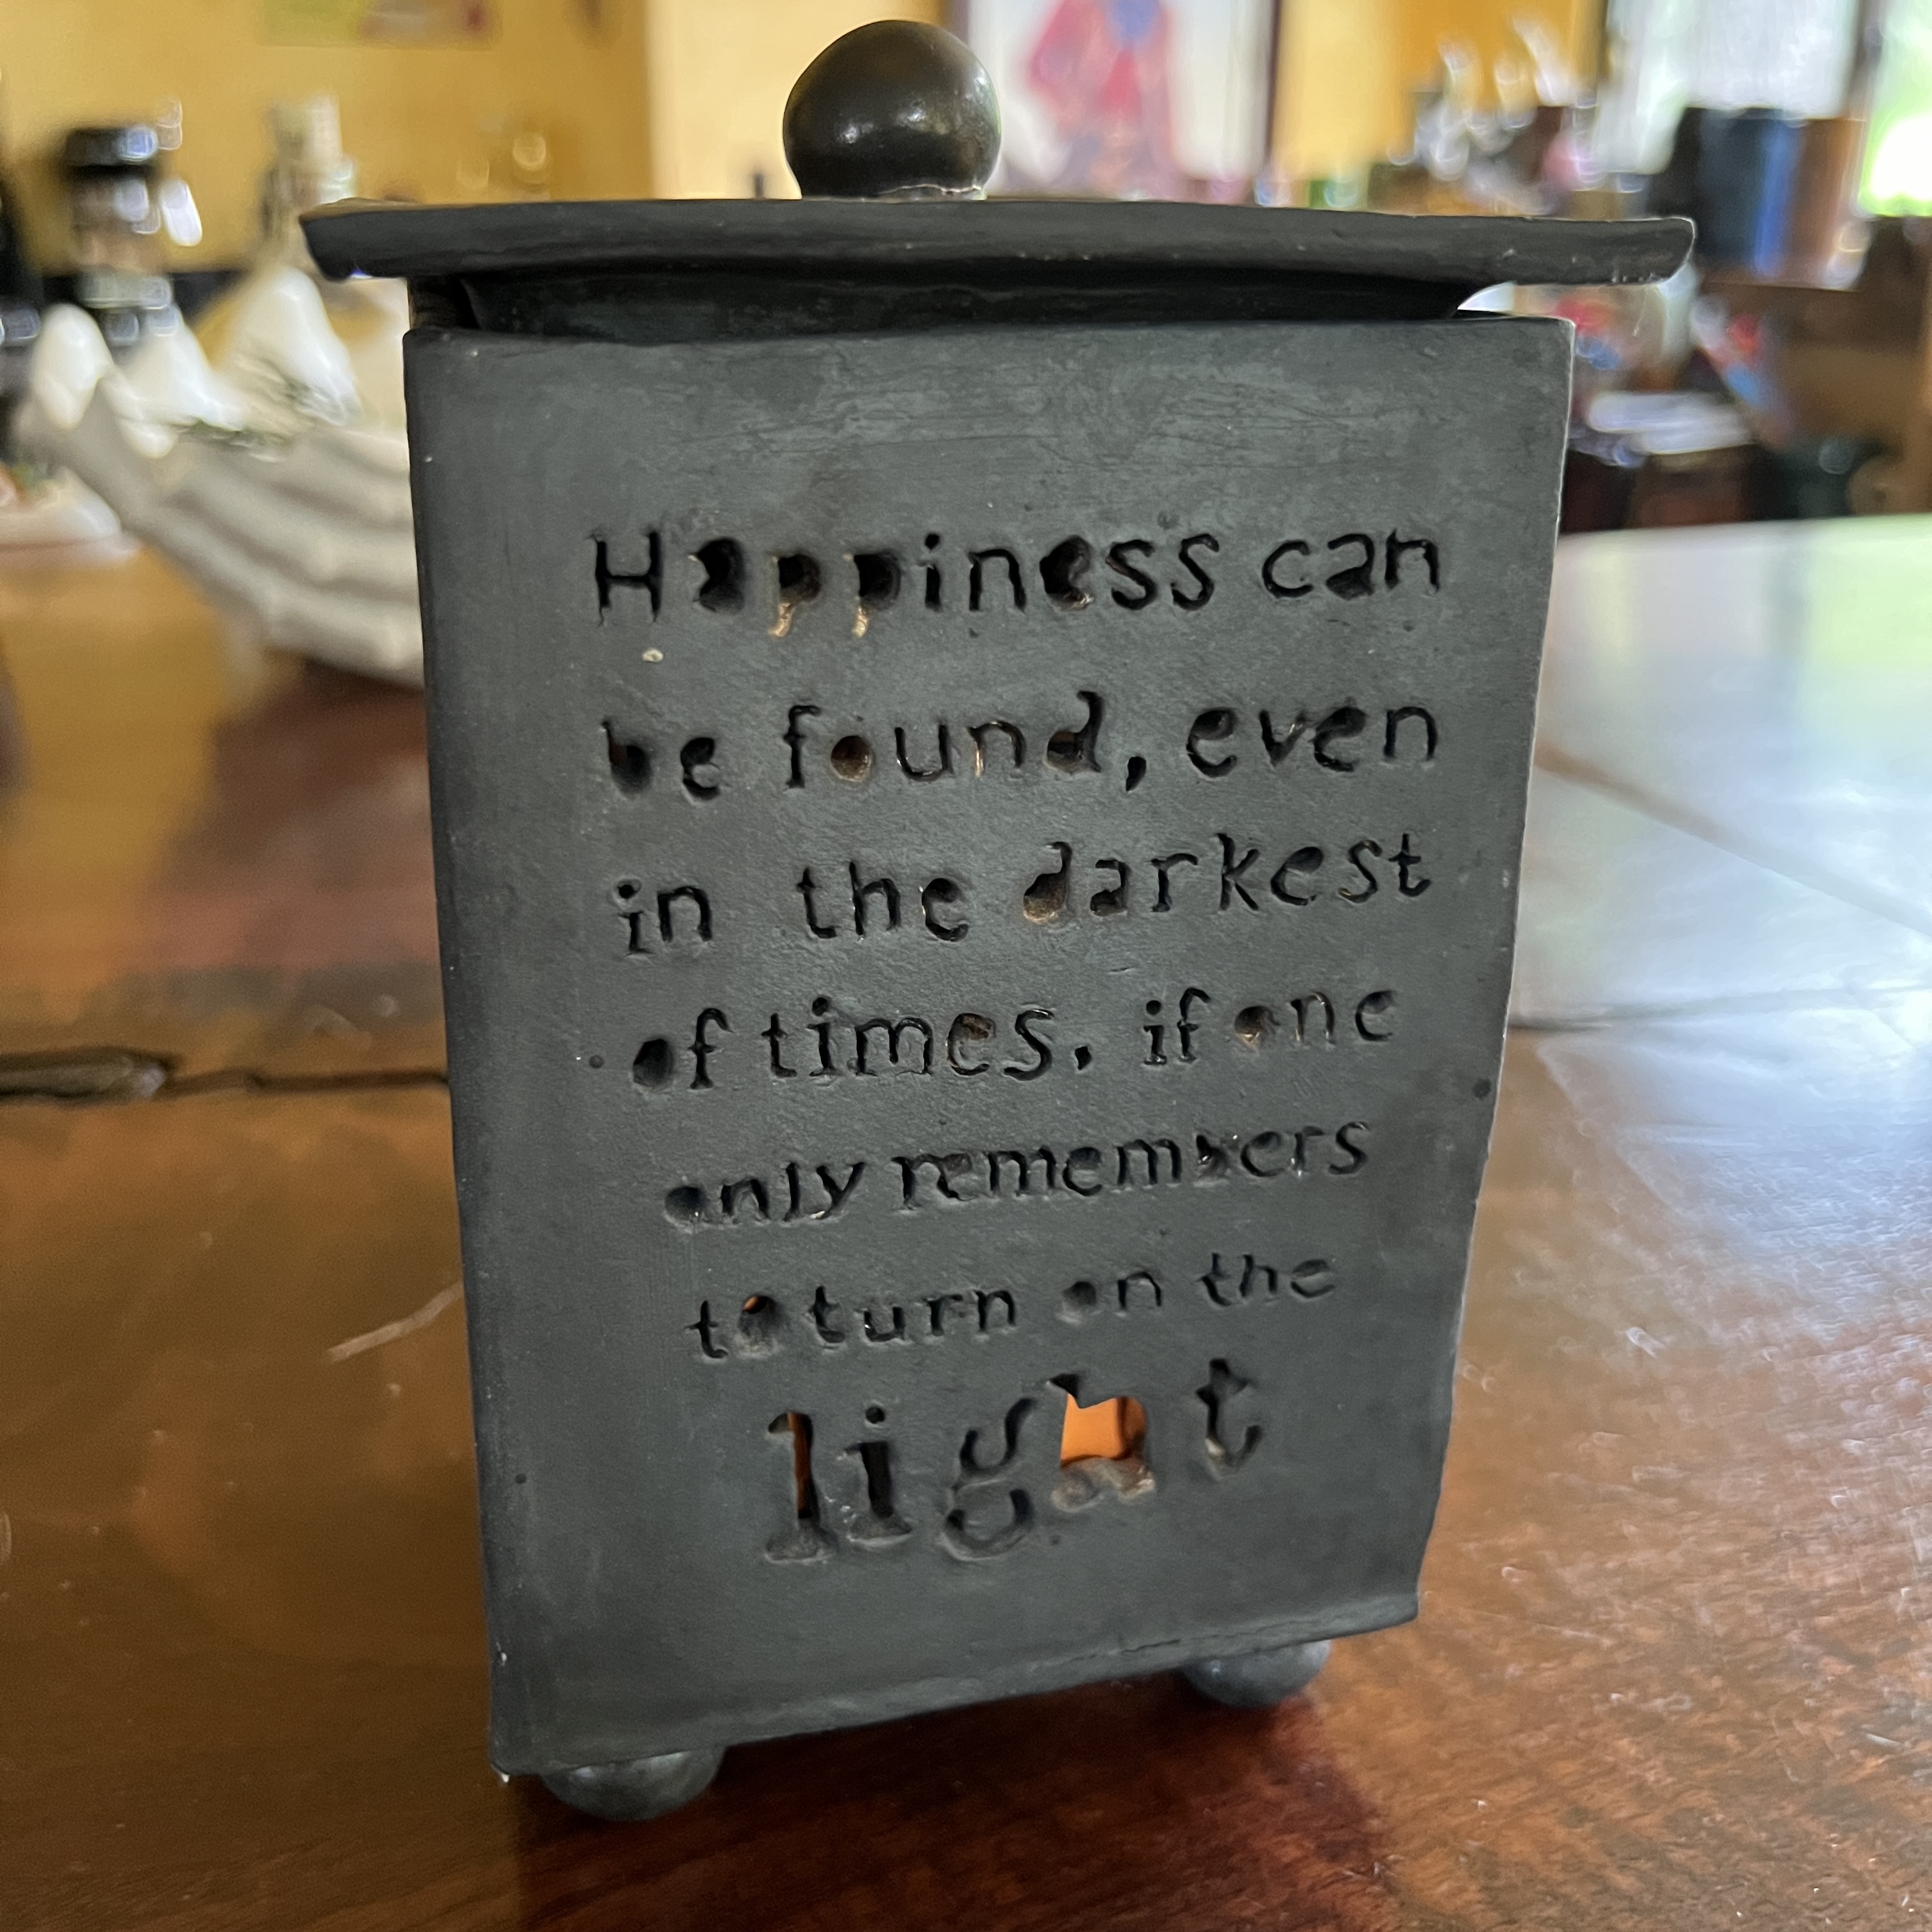 Happiness can
be found, even
in the darkest
of times, if one
only remembers
to turn on the
light